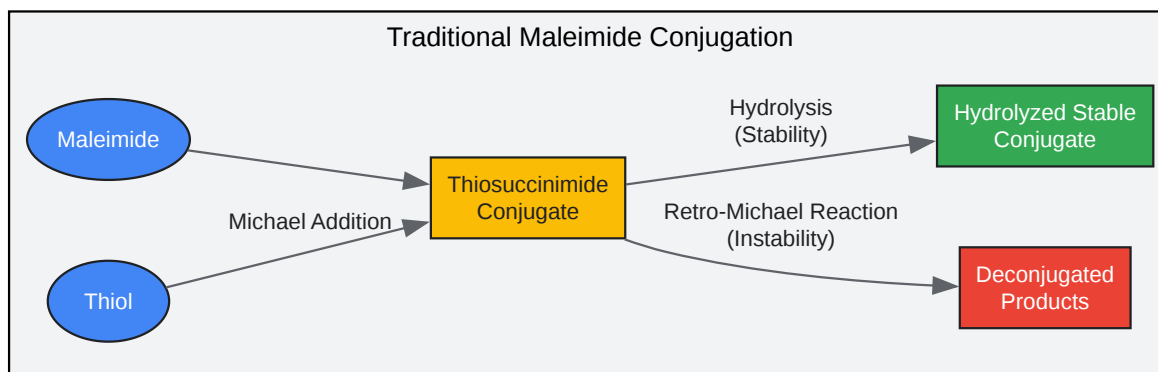 Traditional Maleimide Conjugation
Maleimide
Thiol
Michael Addition
Thiosuccinimide
Conjugate
Hydrolysis
(Stability)
Retro-Michael Reaction
(Instability)
Hydrolyzed Stable
Conjugate
Deconjugated
Products